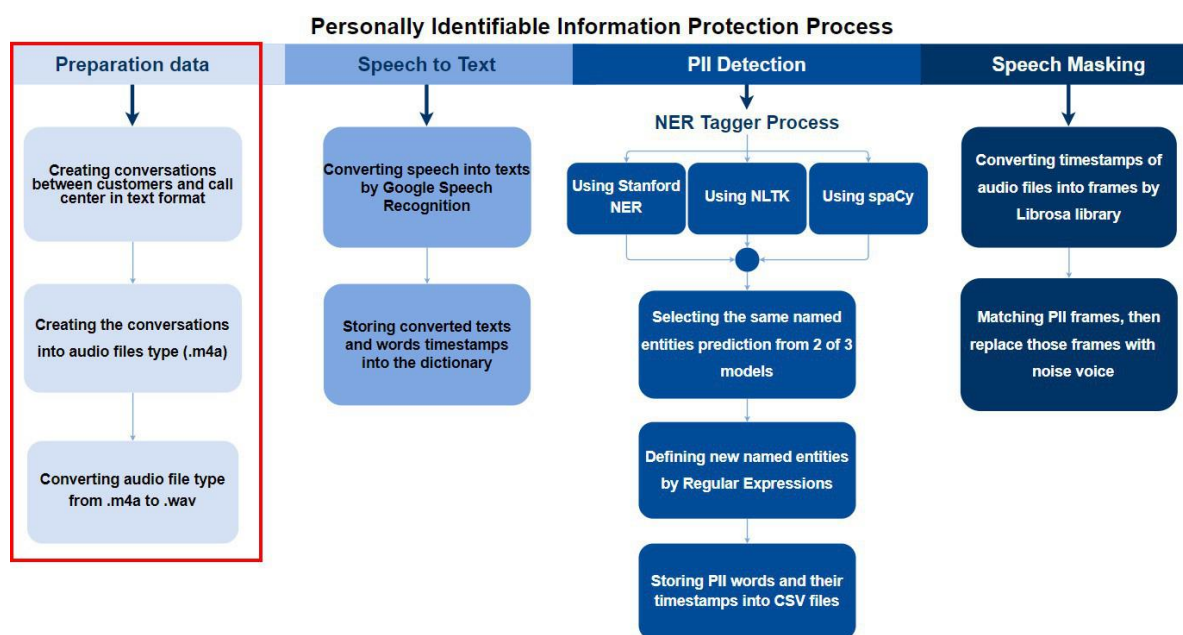 Personally Identifiable Information Protection Process
Preparation data
Creating conversations
between customers and call
center in text format
Creating the conversations
into audio files type (.m4a)
Converting audio file type
from .m4a to .wav
Speech to Text
Converting speech into texts
by Google Speech
Recognition
Storing converted texts
and words timestamps
into the dictionary
PII Detection
NER Tagger Process
Using Stanford
NER
Using NLTK
Using spaCy
Selecting the same named
entities prediction from 2 of 3
models
Defining new named entities
by Regular Expressions
Storing PII words and their
timestamps into CSV files
Speech Masking
Converting timestamps of
audio files into frames by
Librosa library
Matching PII frames, then
replace those frames with
noise voice